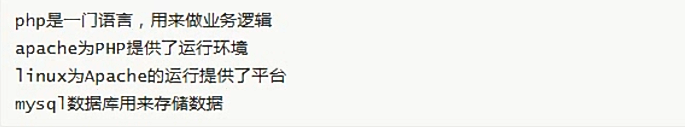 php是一门语言，用来做业务逻辑
apache为PHP提供了运行环境
linux为Apache的运行提供了平台
mysql数据库用来存储数据